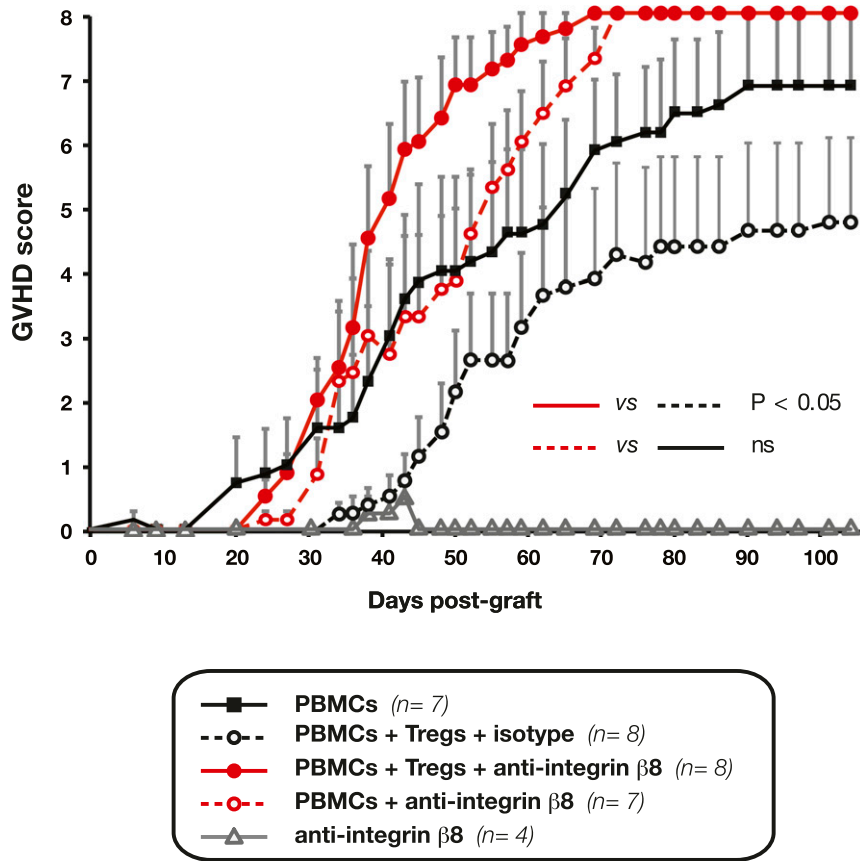 8
7
6
5
4
3
2
1
0
GVHD score
vs P < 0.05
vs ns
0 10 20 30 40 50 60 70 80 90 100
Days post-graft
PBMCs (n= 7)
PBMCs + Tregs + isotype (n= 8)
PBMCs + Tregs + anti-integrin β8 (n= 8)
PBMCs + anti-integrin β8 (n= 7)
anti-integrin β8 (n= 4)